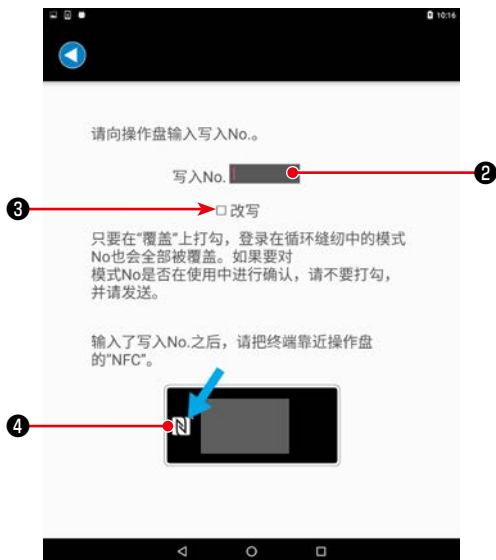 10:16
请向操作盘输入写入No.。
写入No.
❷
❸
改写
只要在“覆盖”上打勾，登录在循环缝纫中的模式
No也会全部被覆盖。如果要对
模式No是否在使用中进行确认，请不要打勾，
并请发送。
输入了写入No.之后，请把终端靠近操作盘
的”NFC”。
❹